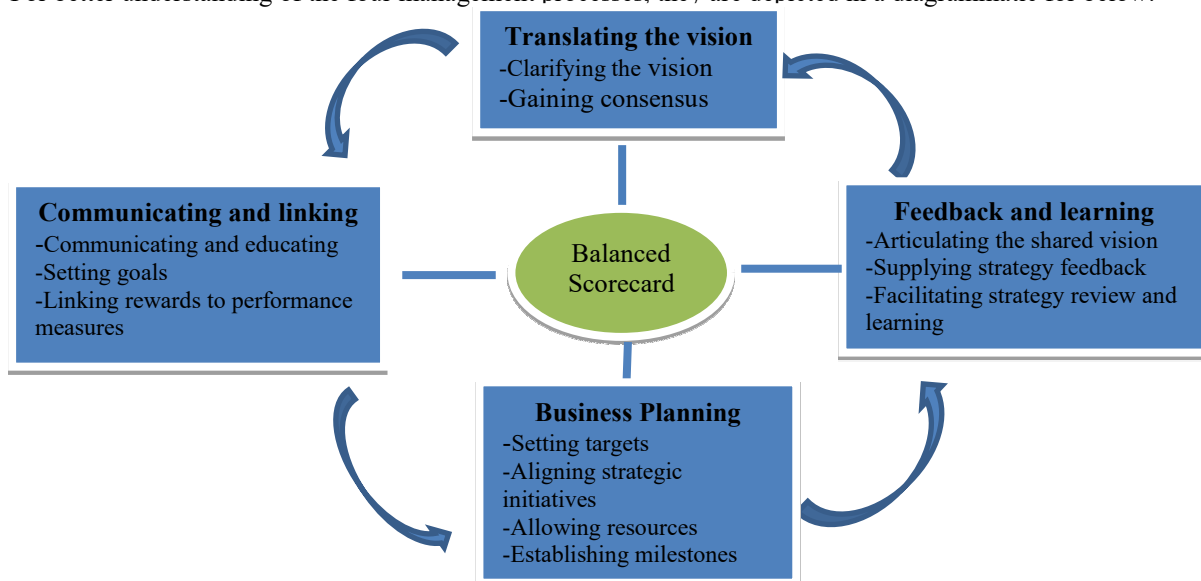 Translating the vision
-Clarifying the vision
-Gaining consensus
Communicating and linking
-Communicating and educating
-Setting goals
-Linking rewards to performance
measures
Balanced
Scorecard
Feedback and learning
-Articulating the shared vision
-Supplying strategy feedback
-Facilitating strategy review and
learning
Business Planning
-Setting targets
-Aligning strategic
initiatives
-Allowing resources
-Establishing milestones